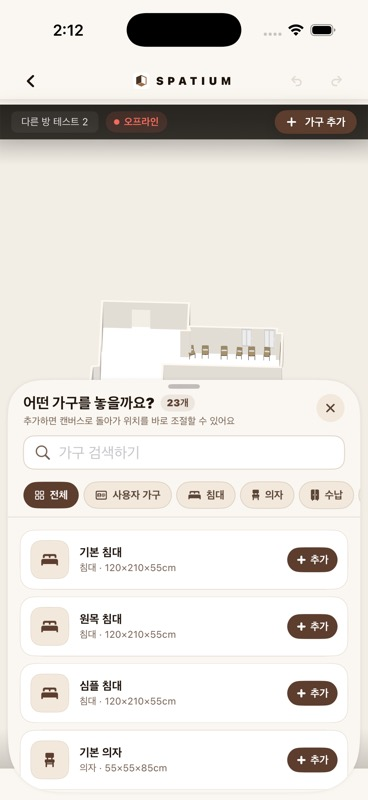 2:12
SPATIUM
다른 방 테스트 2
오프라인
가구 추가
어떤 가구를 놓을까요? 23개
추가하면 캔버스로 돌아가 위치를 바로 조절할 수 있어요
가구 검색하기
전체
사용자 가구
침대
의자
수납
기본 침대
침대 · 120×210×55cm
추가
원목 침대
침대 · 120×210×55cm
추가
심플 침대
침대 · 120×210×55cm
추가
기본 의자
의자 · 55×55×85cm
추가